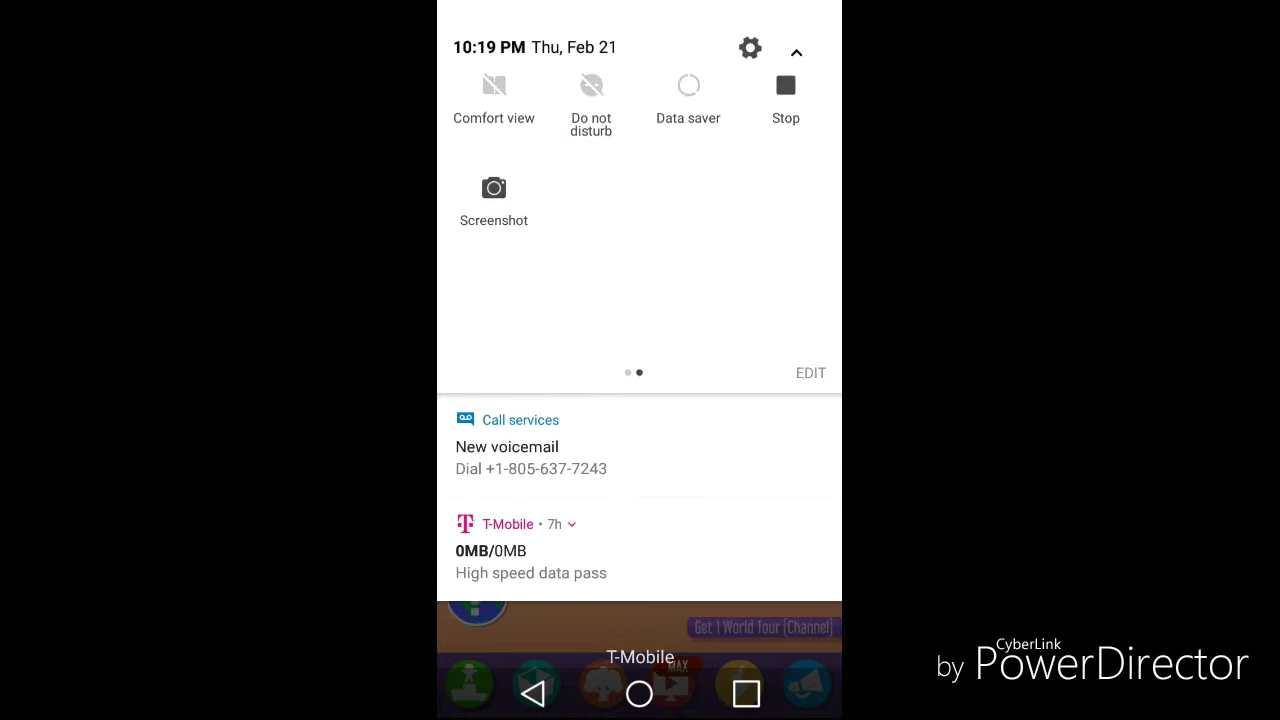 10:19 PM Thu, Feb 21
Comfort view
Do not
disturb
Data saver
Stop
Screenshot
EDIT
Call services
New voicemail
Dial +1-805-637-7243
T-Mobile • 7h
0MB/0MB
High speed data pass
Get 1 World Tour (Channel)
T-Mobile
MAX
CyberLink
by PowerDirector